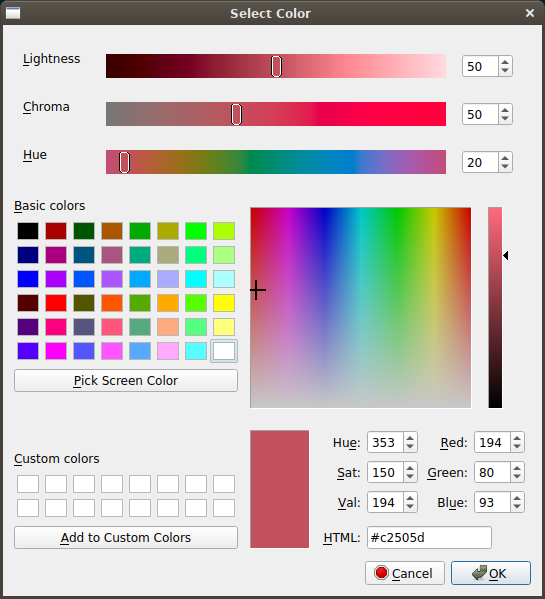 Select Color
Lightness 50
Chroma 50
Hue 20
Basic colors
Pick Screen Color
Custom colors
Add to Custom Colors
Hue: 353 Red: 194
Sat: 150 Green: 80
Val: 194 Blue: 93
HTML: #c2505d
Cancel OK